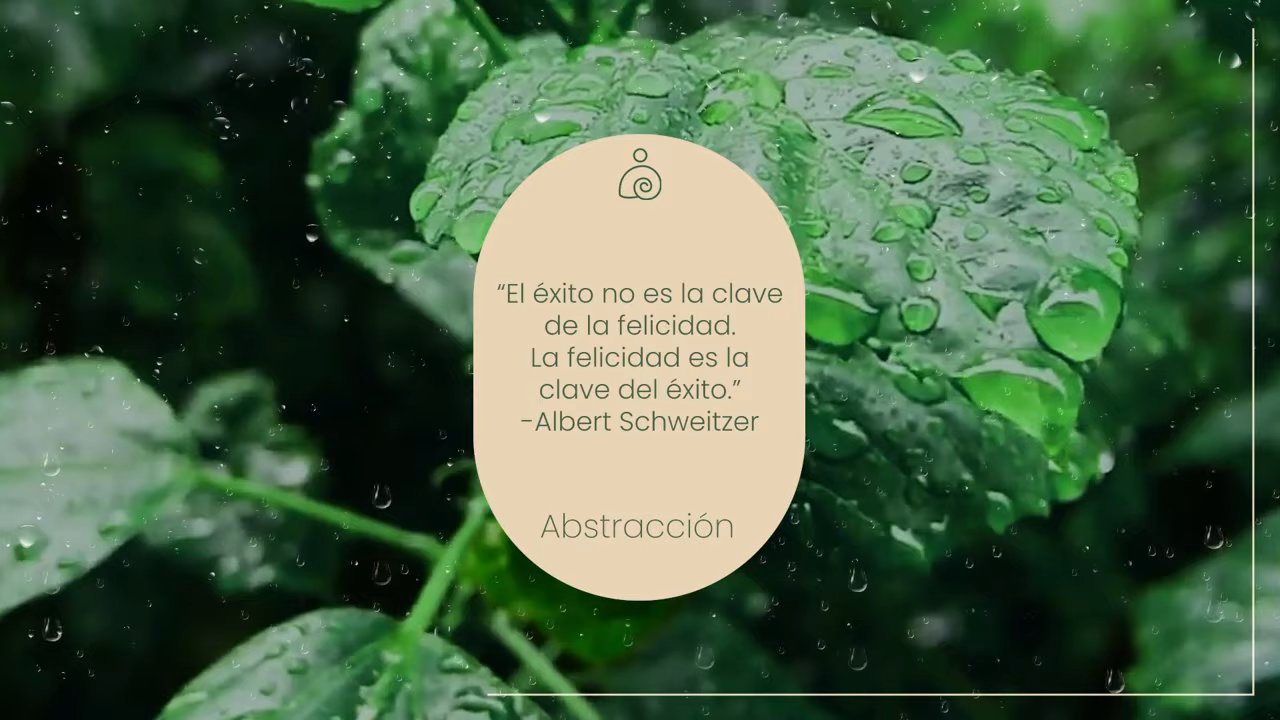 “El éxito no es la clave
de la felicidad.
La felicidad es la
clave del éxito.”
-Albert Schweitzer
Abstracción